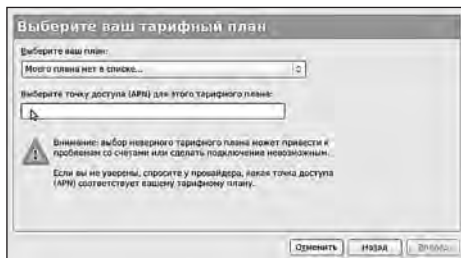 Выберите ваш тарифный план
Выберите ваш план:
Моего плана нет в списке...
Выберите точку доступа (APN) для этого тарифного плана:
Внимание: выбор неверного тарифного плана может привести к
проблемам со счетами или сделать подключение невозможным.
Если вы не уверены, спросите у провайдера, какая точка доступа
(APN) соответствует вашему тарифному плану.
Отменить Назад Вперёд